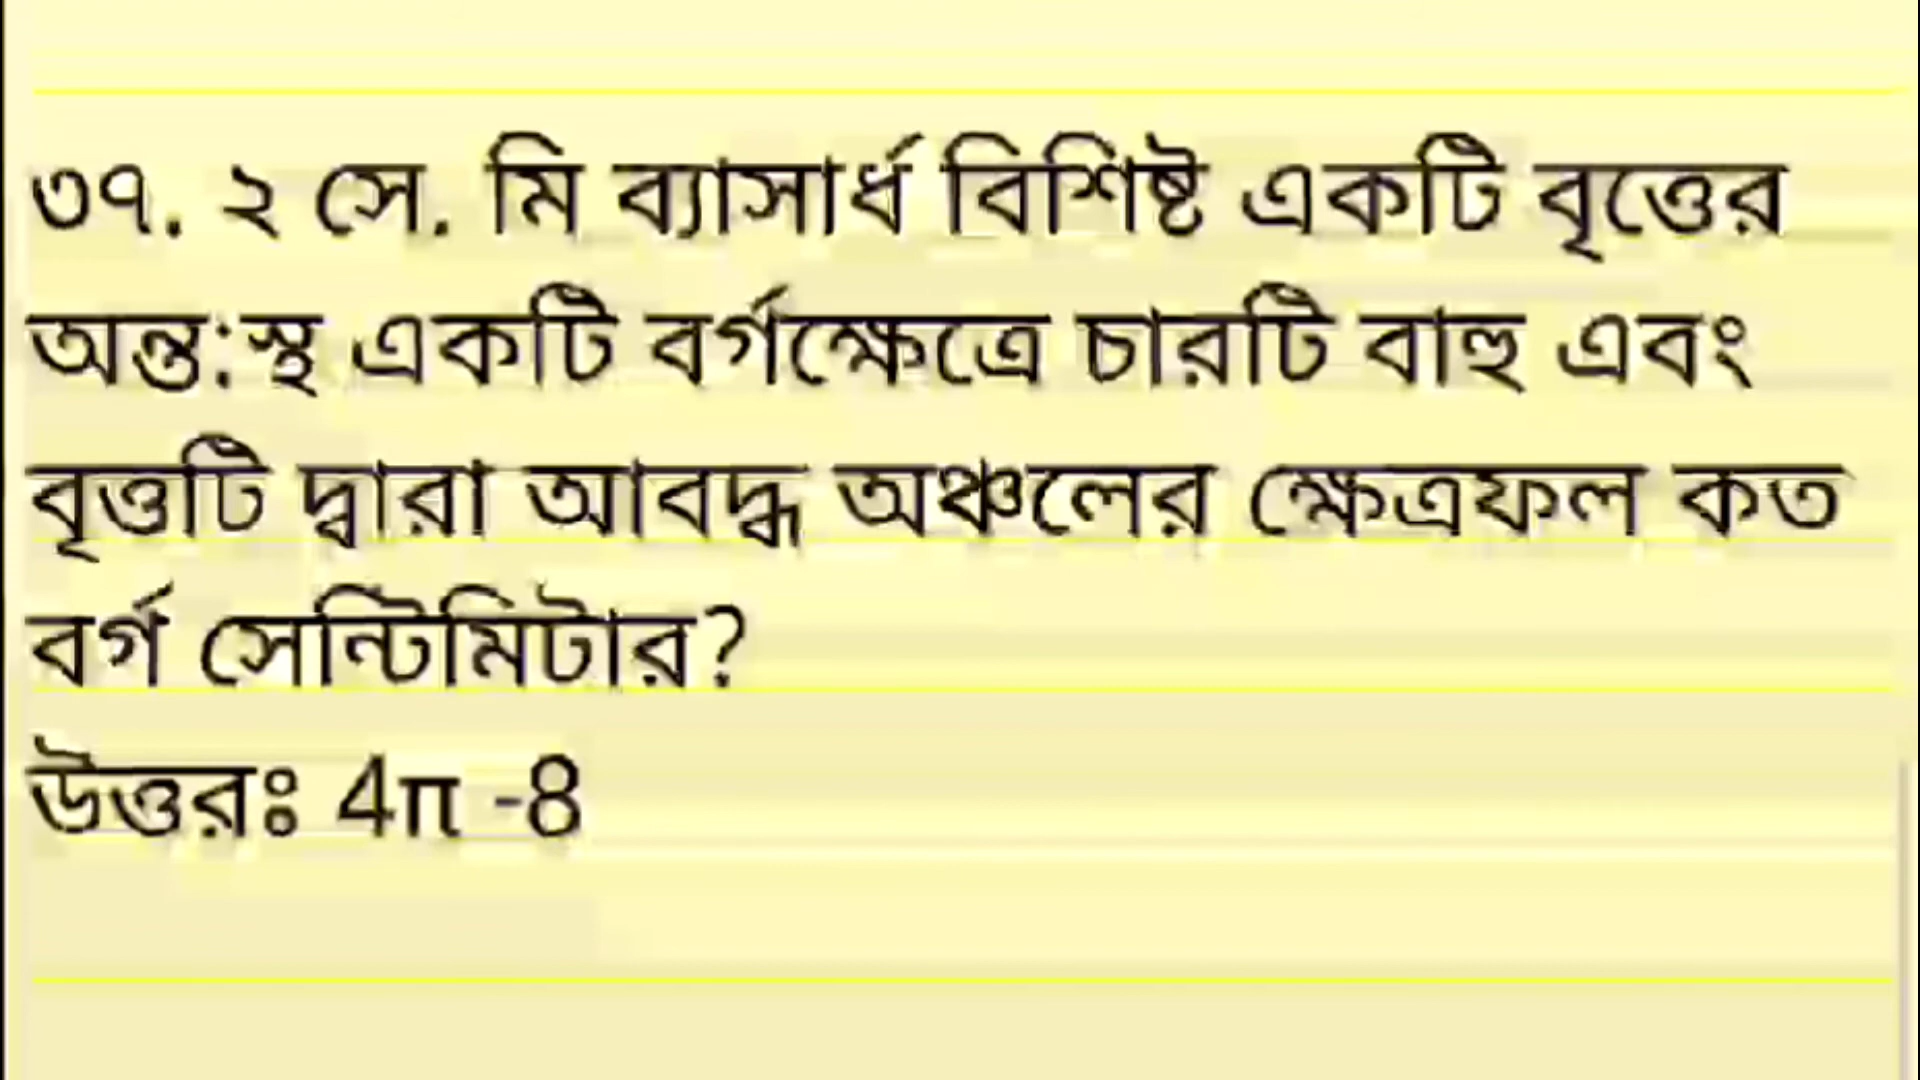 ৩৭. ২ সে. মি ব্যাসার্ধ বিশিষ্ট একটি বৃত্তের
অন্ত:স্থ একটি বর্গক্ষেত্রে চারটি বাহু এবং
বৃত্তটি দ্বারা আবদ্ধ অঞ্চলের ক্ষেত্রফল কত
বর্গ সেন্টিমিটার?
উত্তরঃ 4π -8